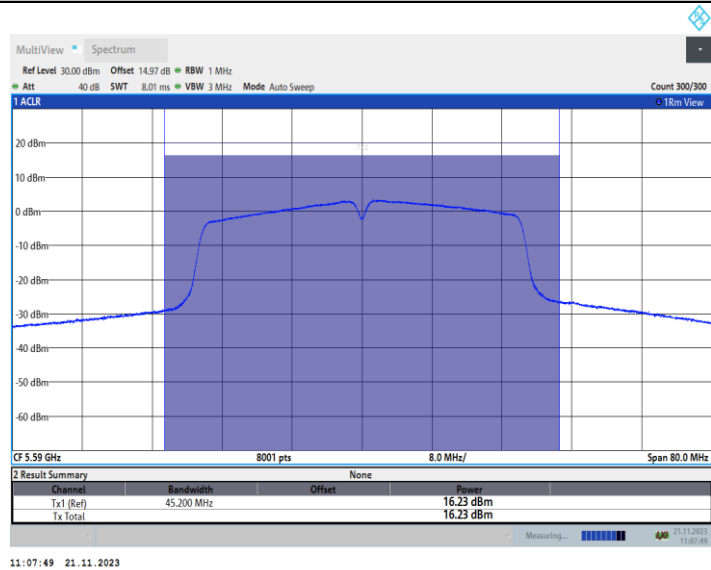 MultiView Spectrum
Ref Level 30.00 dBm Offset 14.97 dB RBW 1 MHz
Att 40 dB SWT 8.01 ms VBW 3 MHz Mode Auto Sweep Count 300/300
1 ACLR 1Rm View
20 dBm
10 dBm
0 dBm
-10 dBm
-20 dBm
-30 dBm
-40 dBm
-50 dBm
-60 dBm
CF 5.59 GHz 8001 pts 8.0 MHz/ Span 80.0 MHz
2 Result Summary None
Channel Bandwidth Offset Power
Tx1 (Ref) 45.200 MHz 16.23 dBm
Tx Total 16.23 dBm
Measuring... 21.11.2023
11:07:49
11:07:49 21.11.2023